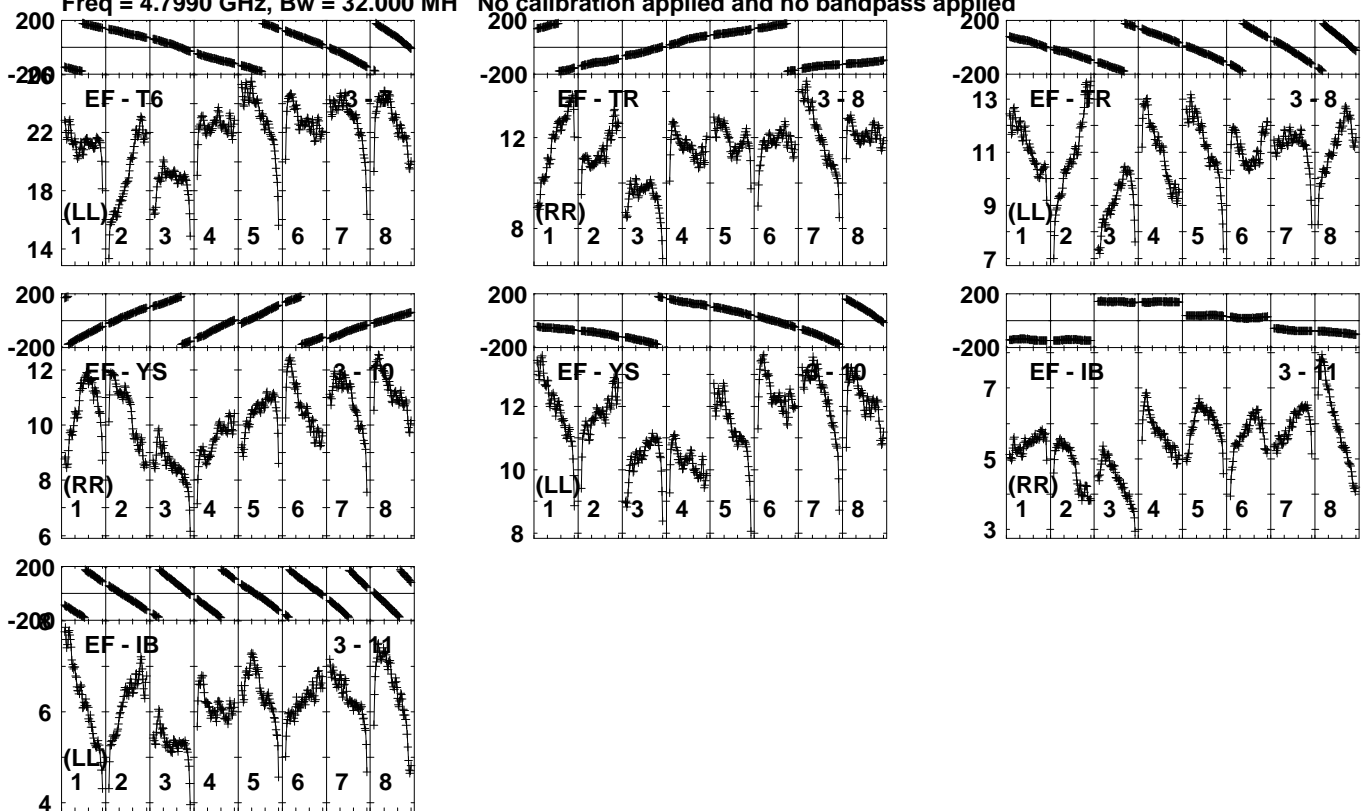 Freq = 4.7990 GHz, Bw = 32.000 MH No calibration applied and no bandpass applied
200
-200
26
22
18
14
EF - T6
3 - 7
(LL)
1 2 3 4 5 6 7 8
200
-200
12
8
EF - TR
3 - 8
(RR)
1 2 3 4 5 6 7 8
200
-200
13
11
9
7
EF - TR
3 - 8
(LL)
1 2 3 4 5 6 7 8
200
-200
12
10
8
6
EF - YS
3 - 10
(RR)
1 2 3 4 5 6 7 8
200
-200
12
10
8
EF - YS
3 - 10
(LL)
1 2 3 4 5 6 7 8
200
-200
7
5
3
EF - IB
3 - 11
(RR)
1 2 3 4 5 6 7 8
200
-200
8
6
4
EF - IB
3 - 11
(LL)
1 2 3 4 5 6 7 8